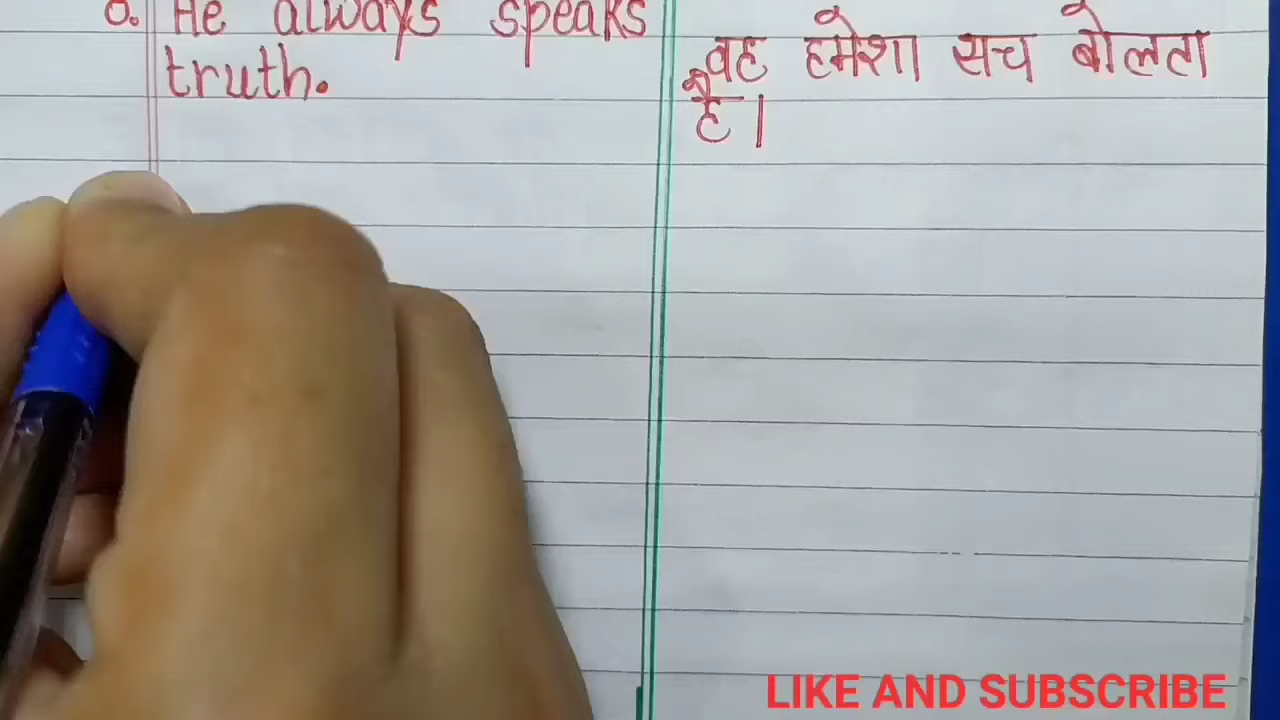 He always speaks
truth.
वह हमेशा सच बोलता
है।
LIKE AND SUBSCRIBE